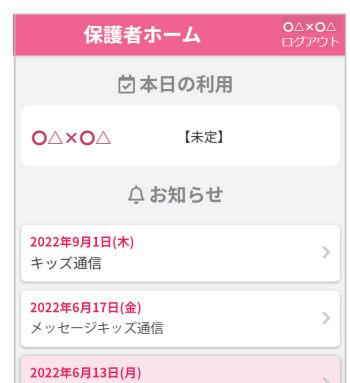 保護者ホーム
○△×○△
ログアウト
本日の利用
○△×○△
【未定】
お知らせ
2022年9月1日(木)
キッズ通信
2022年6月17日(金)
メッセージキッズ通信
2022年6月13日(月)